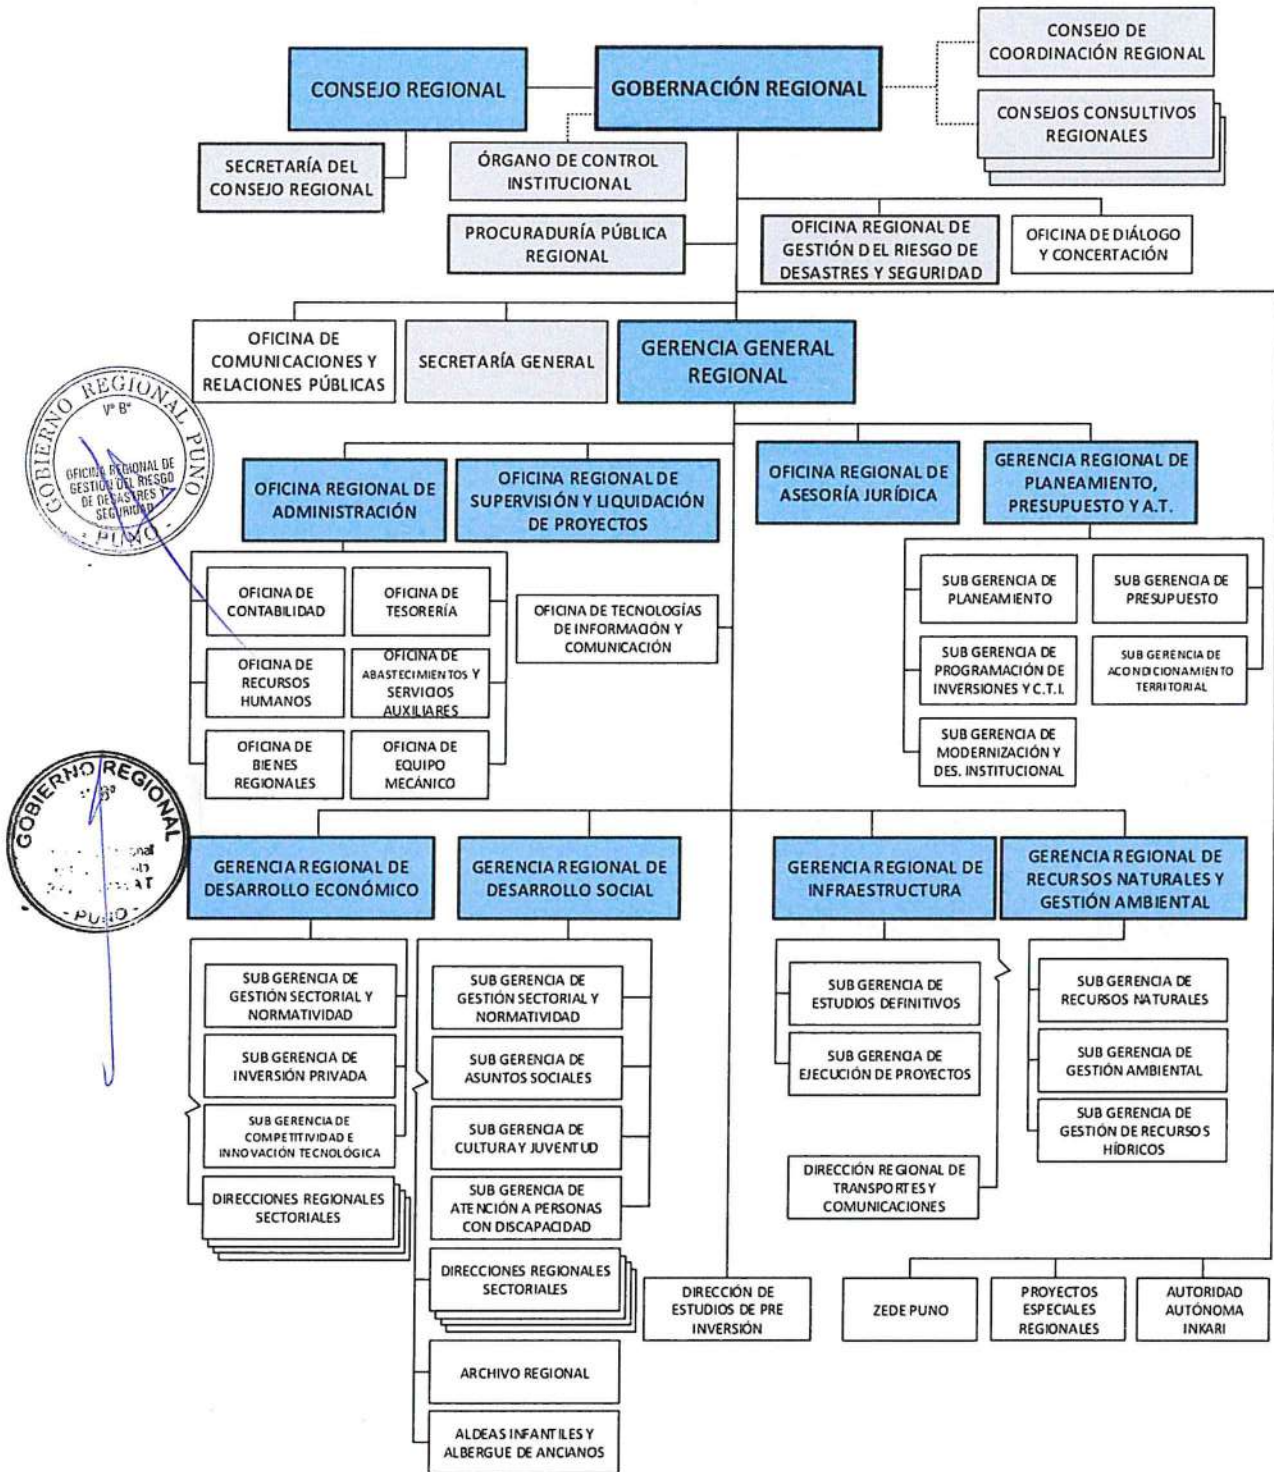 CONSEJO DE
COORDINACIÓN REGIONAL
CONSEJO REGIONAL
GOBERNACIÓN REGIONAL
CONSEJOS CONSULTIVOS
REGIONALES
SECRETARÍA DEL
CONSEJO REGIONAL
ÓRGANO DE CONTROL
INSTITUCIONAL
PROCURADURÍA PÚBLICA
REGIONAL
OFICINA REGIONAL DE
GESTIÓN DEL RIESGO DE
DESASTRES Y SEGURIDAD
OFICINA DE DIÁLOGO
Y CONCERTACIÓN
OFICINA DE
COMUNICACIONES Y
RELACIONES PÚBLICAS
SECRETARÍA GENERAL
GERENCIA GENERAL
REGIONAL
GOBIERNO REGIONAL PUNO
V° B°
OFICINA REGIONAL DE
GESTIÓN DEL RIESGO
DE DESASTRES Y
SEGURIDAD
- PUNO -
OFICINA REGIONAL DE
ADMINISTRACIÓN
OFICINA REGIONAL DE
SUPERVISIÓN Y LIQUIDACIÓN
DE PROYECTOS
OFICINA REGIONAL DE
ASESORÍA JURÍDICA
GERENCIA REGIONAL DE
PLANEAMIENTO,
PRESUPUESTO Y A.T.
OFICINA DE
CONTABILIDAD
OFICINA DE
TESORERÍA
OFICINA DE TECNOLOGÍAS
DE INFORMACIÓN Y
COMUNICACIÓN
SUB GERENCIA DE
PLANEAMIENTO
SUB GERENCIA DE
PRESUPUESTO
OFICINA DE
RECURSOS
HUMANOS
OFICINA DE
ABASTECIMIENTOS Y
SERVICIOS
AUXILIARES
SUB GERENCIA DE
PROGRAMACIÓN DE
INVERSIONES Y C.T.I.
SUB GERENCIA DE
ACONDICIONAMIENTO
TERRITORIAL
OFICINA DE
BIENES
REGIONALES
OFICINA DE
EQUIPO
MECÁNICO
SUB GERENCIA DE
MODERNIZACIÓN Y
DES. INSTITUCIONAL
GOBIERNO REGIONAL
B°
- PUNO -
GERENCIA REGIONAL DE
DESARROLLO ECONÓMICO
GERENCIA REGIONAL DE
DESARROLLO SOCIAL
GERENCIA REGIONAL DE
INFRAESTRUCTURA
GERENCIA REGIONAL DE
RECURSOS NATURALES Y
GESTIÓN AMBIENTAL
SUB GERENCIA DE
GESTIÓN SECTORIAL Y
NORMATIVIDAD
SUB GERENCIA DE
GESTIÓN SECTORIAL Y
NORMATIVIDAD
SUB GERENCIA DE
ESTUDIOS DEFINITIVOS
SUB GERENCIA DE
RECURSOS NATURALES
SUB GERENCIA DE
INVERSIÓN PRIVADA
SUB GERENCIA DE
ASUNTOS SOCIALES
SUB GERENCIA DE
EJECUCIÓN DE PROYECTOS
SUB GERENCIA DE
GESTIÓN AMBIENTAL
SUB GERENCIA DE
COMPETITIVIDAD E
INNOVACIÓN TECNOLÓGICA
SUB GERENCIA DE
CULTURA Y JUVENTUD
SUB GERENCIA DE
GESTIÓN DE RECURSOS
HÍDRICOS
DIRECCIONES REGIONALES
SECTORIALES
SUB GERENCIA DE
ATENCIÓN A PERSONAS
CON DISCAPACIDAD
DIRECCIÓN REGIONAL DE
TRANSPORTES Y
COMUNICACIONES
DIRECCIONES REGIONALES
SECTORIALES
DIRECCIÓN DE
ESTUDIOS DE PRE
INVERSIÓN
ZEDE PUNO
PROYECTOS
ESPECIALES
REGIONALES
AUTORIDAD
AUTÓNOMA
INKARI
ARCHIVO REGIONAL
ALDEAS INFANTILES Y
ALBERGUE DE ANCIANOS